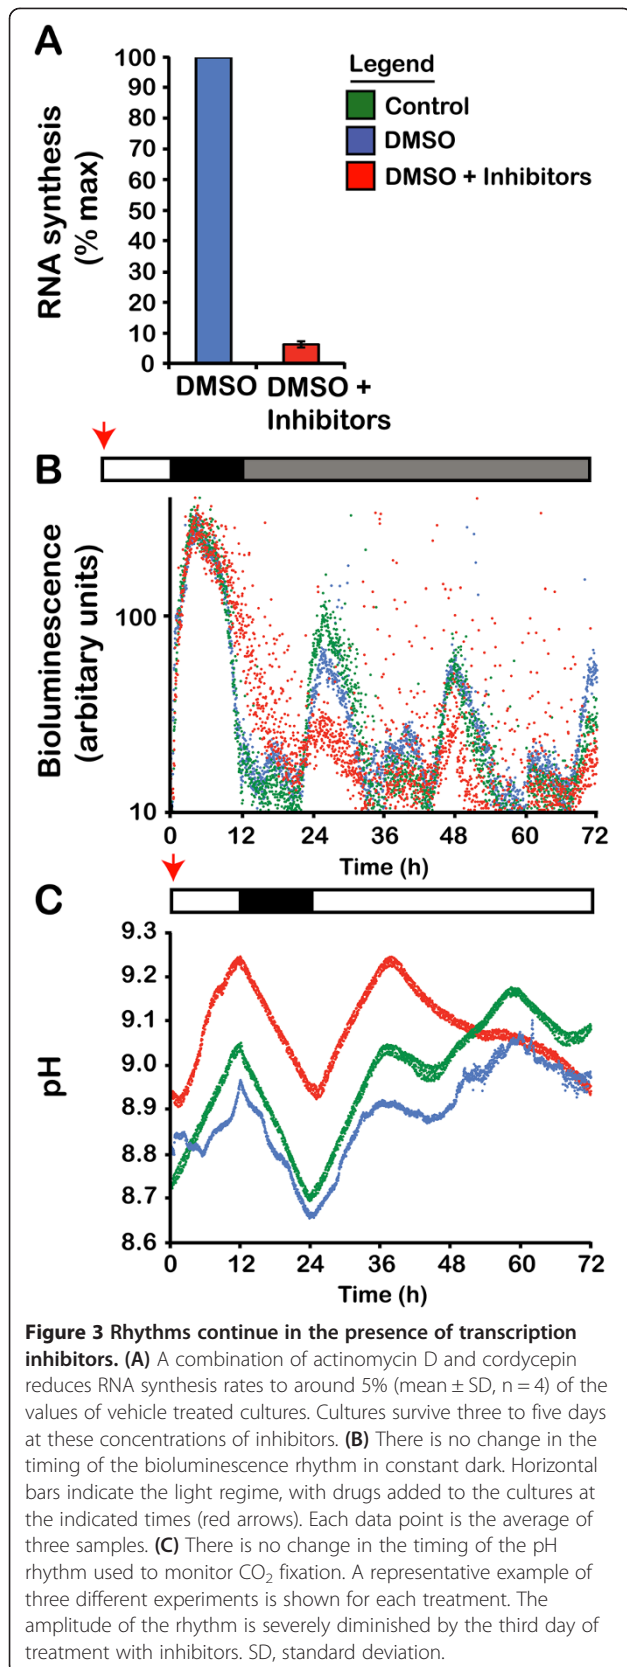 A
RNA synthesis
(% max)
100
90
80
70
60
50
40
30
20
10
0
DMSO
DMSO +
Inhibitors
Legend
Control
DMSO
DMSO + Inhibitors
B
Bioluminescence
(arbitary units)
100
10
0 12 24 36 48 60 72
Time (h)
C
pH
9.3
9.2
9.1
9.0
8.9
8.8
8.7
8.6
0 12 24 36 48 60 72
Time (h)
Figure 3 Rhythms continue in the presence of transcription
inhibitors. (A) A combination of actinomycin D and cordycepin
reduces RNA synthesis rates to around 5% (mean ± SD, n = 4) of the
values of vehicle treated cultures. Cultures survive three to five days
at these concentrations of inhibitors. (B) There is no change in the
timing of the bioluminescence rhythm in constant dark. Horizontal
bars indicate the light regime, with drugs added to the cultures at
the indicated times (red arrows). Each data point is the average of
three samples. (C) There is no change in the timing of the pH
rhythm used to monitor CO₂ fixation. A representative example of
three different experiments is shown for each treatment. The
amplitude of the rhythm is severely diminished by the third day of
treatment with inhibitors. SD, standard deviation.